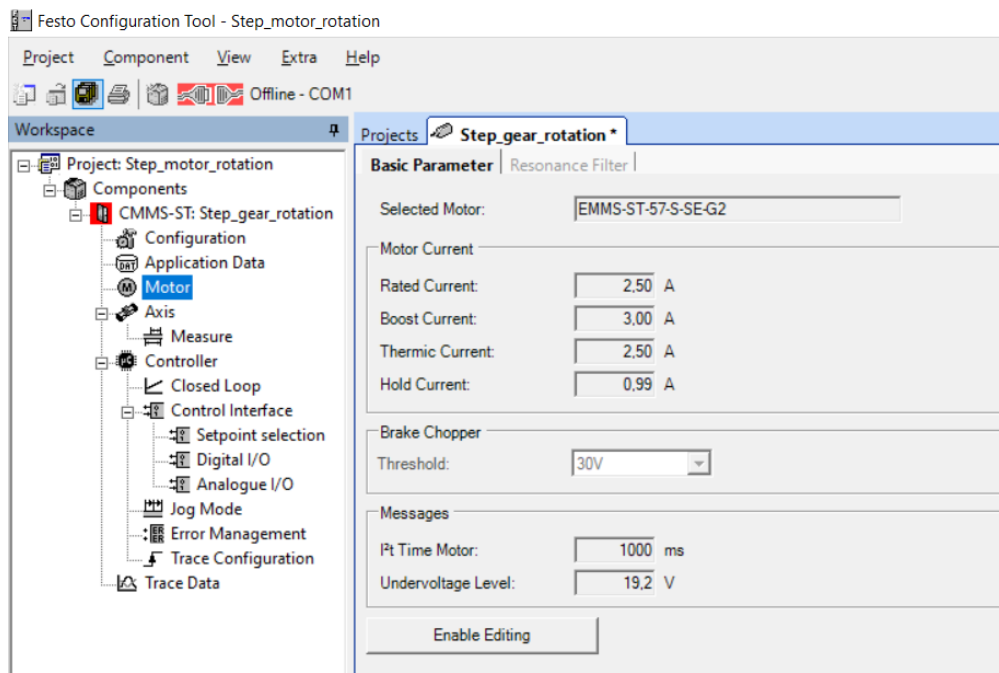 Festo Configuration Tool - Step_motor_rotation
Project Component View Extra Help
Offline - COM1
Workspace
Project: Step_motor_rotation
Components
CMMS-ST: Step_gear_rotation
Configuration
DAT Application Data
M Motor
Axis
Measure
µC Controller
Closed Loop
Control Interface
Setpoint selection
Digital I/O
Analogue I/O
Jog Mode
ER ER Error Management
Trace Configuration
Trace Data
Projects Step_gear_rotation *
Basic Parameter Resonance Filter
Selected Motor: EMMS-ST-57-S-SE-G2
Motor Current
Rated Current: 2,50 A
Boost Current: 3,00 A
Thermic Current: 2,50 A
Hold Current: 0,99 A
Brake Chopper
Threshold: 30V
Messages
I²t Time Motor: 1000 ms
Undervoltage Level: 19,2 V
Enable Editing